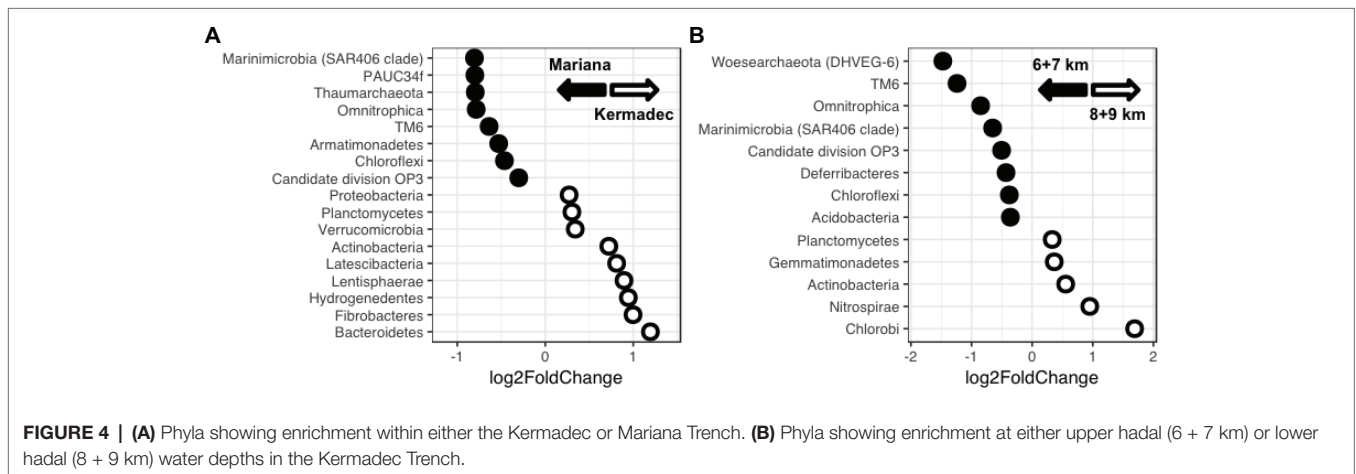 A
Marinimicrobia (SAR406 clade)
PAUC34f
Thaumarchaeota
Omnitrophica
TM6
Armatimonadetes
Chloroflexi
Candidate division OP3
Proteobacteria
Planctomycetes
Verrucomicrobia
Actinobacteria
Latescibacteria
Lentisphaerae
Hydrogenedentes
Fibrobacteres
Bacteroidetes
Mariana
Kermadec
-1 0 1
log2FoldChange
B
Woesearchaeota (DHVEG-6)
TM6
Omnitrophica
Marinimicrobia (SAR406 clade)
Candidate division OP3
Deferribacteres
Chloroflexi
Acidobacteria
Planctomycetes
Gemmatimonadetes
Actinobacteria
Nitrospirae
Chlorobi
6+7 km
8+9 km
-2 -1 0 1 2
log2FoldChange
FIGURE 4 | (A) Phyla showing enrichment within either the Kermadec or Mariana Trench. (B) Phyla showing enrichment at either upper hadal (6 + 7 km) or lower
hadal (8 + 9 km) water depths in the Kermadec Trench.